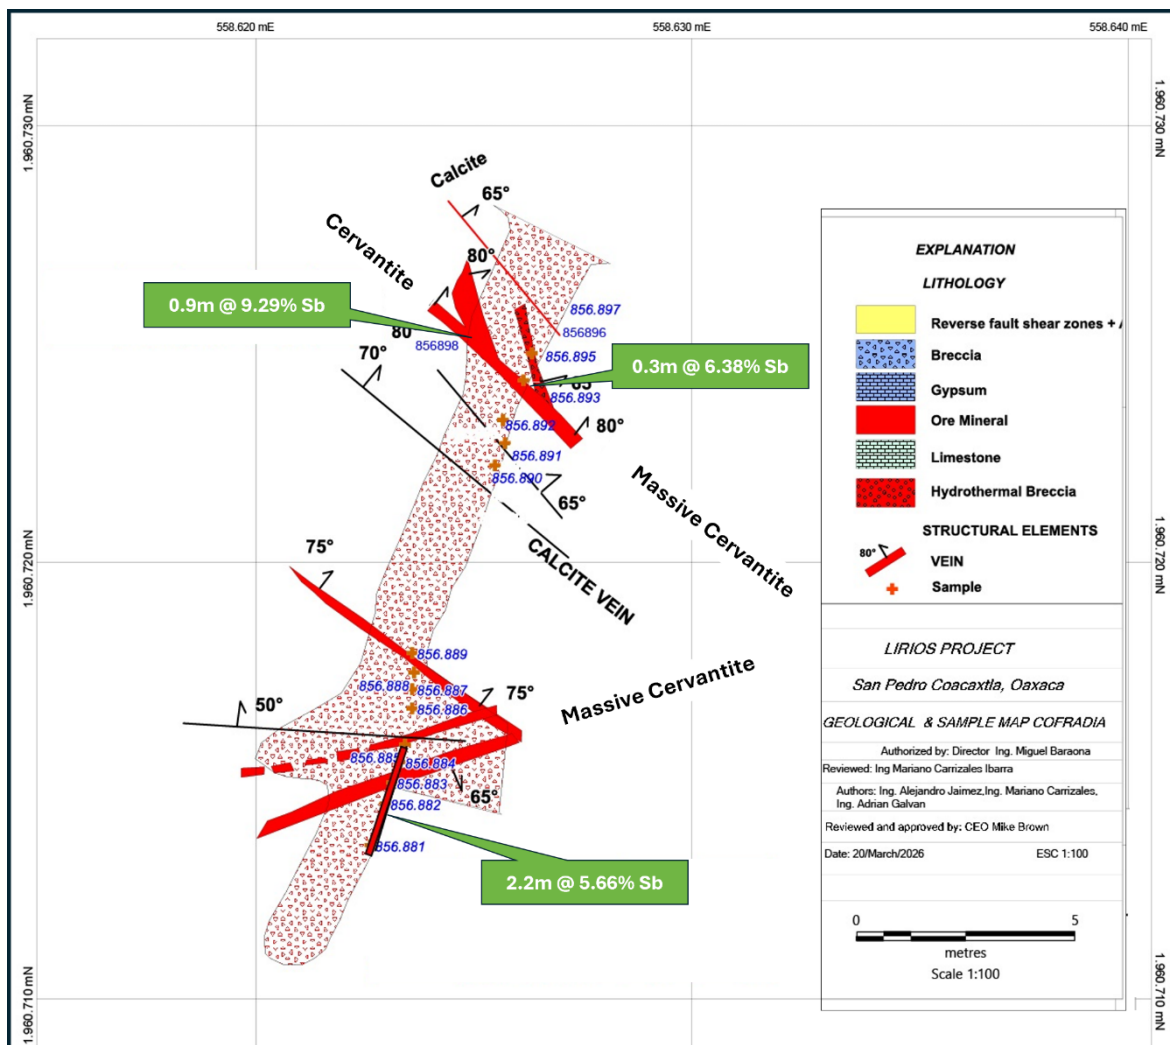 558.620 mE
558.630 mE
558.640 mE
1.960.730 mN
1.960.730 mN
Calcite
65°
Cervantite
80°
0.9m @ 9.29% Sb
80
856898
70°
856.897
856896
856.895
0.3m @ 6.38% Sb
856.893
80°
856.892
856.891
856.890
65°
Massive Cervantite
CALCITE VEIN
1.960.720 mN
1.960.720 mN
75°
856.889
856.888
856.887
856.886
75°
Massive Cervantite
50°
856.885
856.884
856.883
856.882
65°
856.881
2.2m @ 5.66% Sb
1.960.710 mN
1.960.710 mN
EXPLANATION
LITHOLOGY
Reverse fault shear zones +
Breccia
Gypsum
Ore Mineral
Limestone
Hydrothermal Breccia
STRUCTURAL ELEMENTS
80°
VEIN
Sample
LIRIOS PROJECT
San Pedro Coacaxtla, Oaxaca
GEOLOGICAL & SAMPLE MAP COFRADIA
Authorized by: Director Ing. Miguel Baraona
Reviewed: Ing Mariano Carrizales Ibarra
Authors: Ing. Alejandro Jaimez,Ing. Mariano Carrizales,
Ing. Adrian Galvan
Reviewed and approved by: CEO Mike Brown
Date: 20/March/2026 ESC 1:100
0 5
metres
Scale 1:100